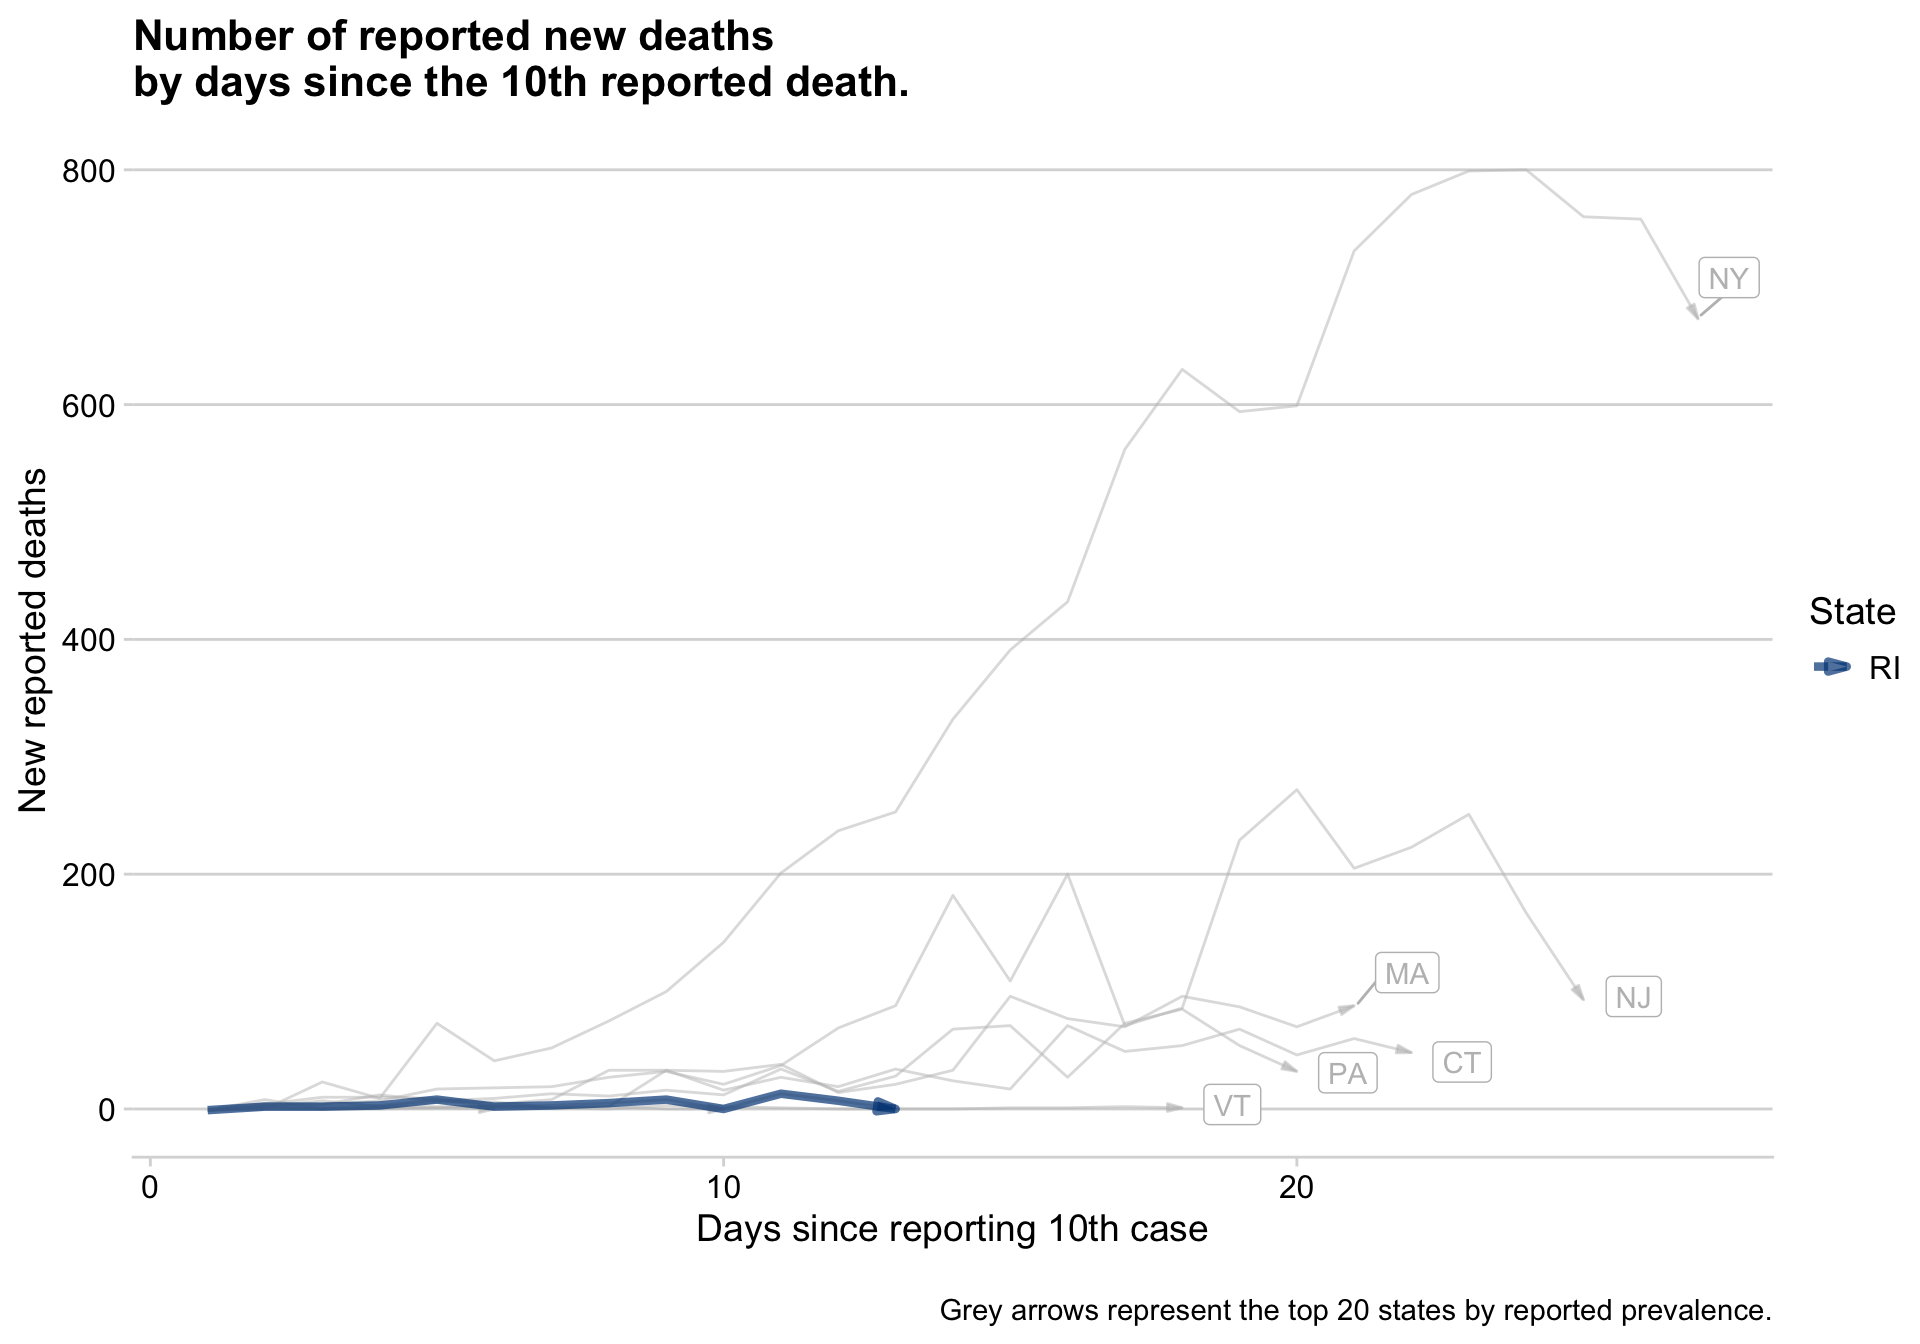 Number of reported new deaths
by days since the 10th reported death.
800
600
400
200
0
New reported deaths
NY
MA
NJ
CT
PA
VT
State
RI
0
10
20
Days since reporting 10th case
Grey arrows represent the top 20 states by reported prevalence.